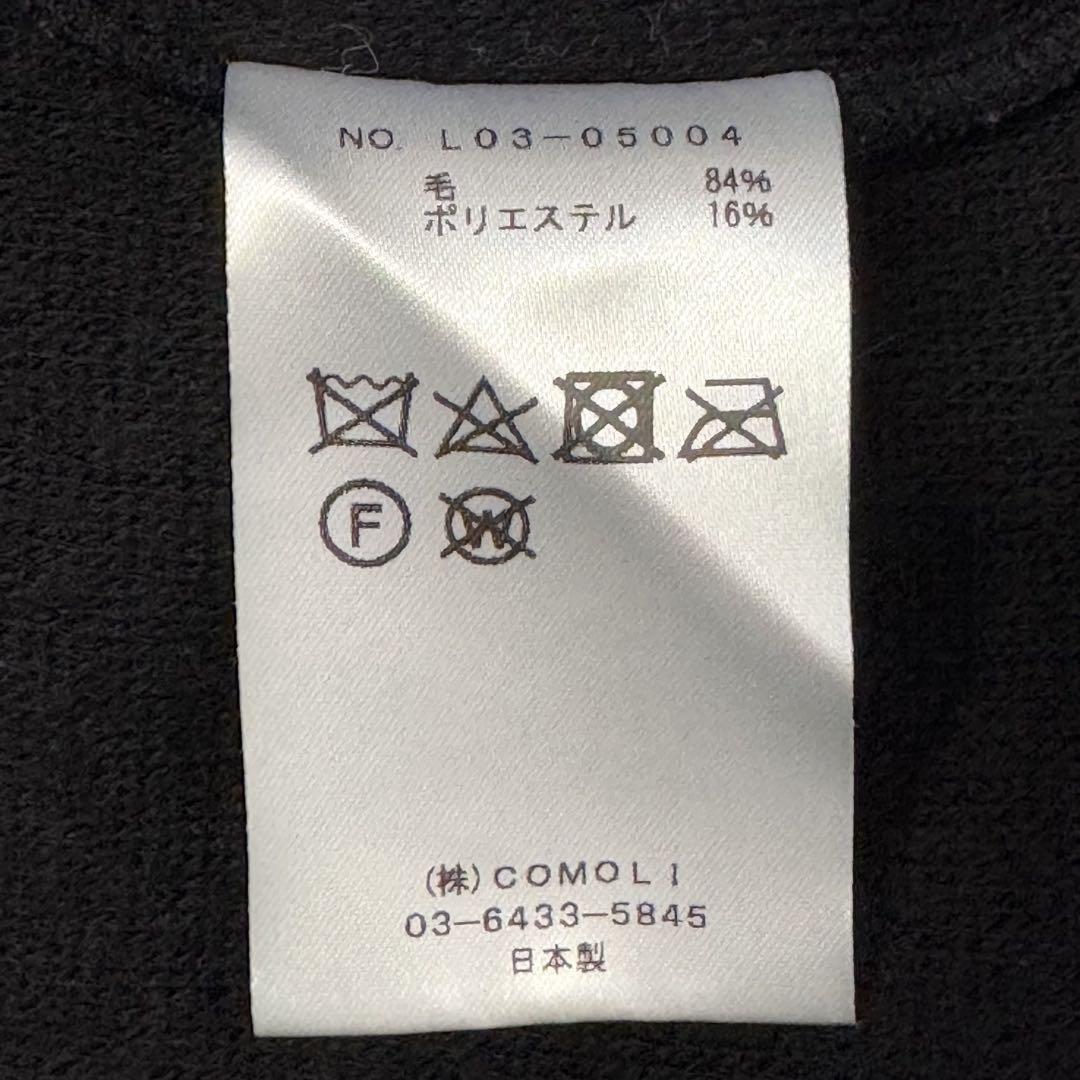 NO. L03-05004
毛 84%
ポリエステル 16%
F W
(株)COMOLI
03-6433-5845
日本製